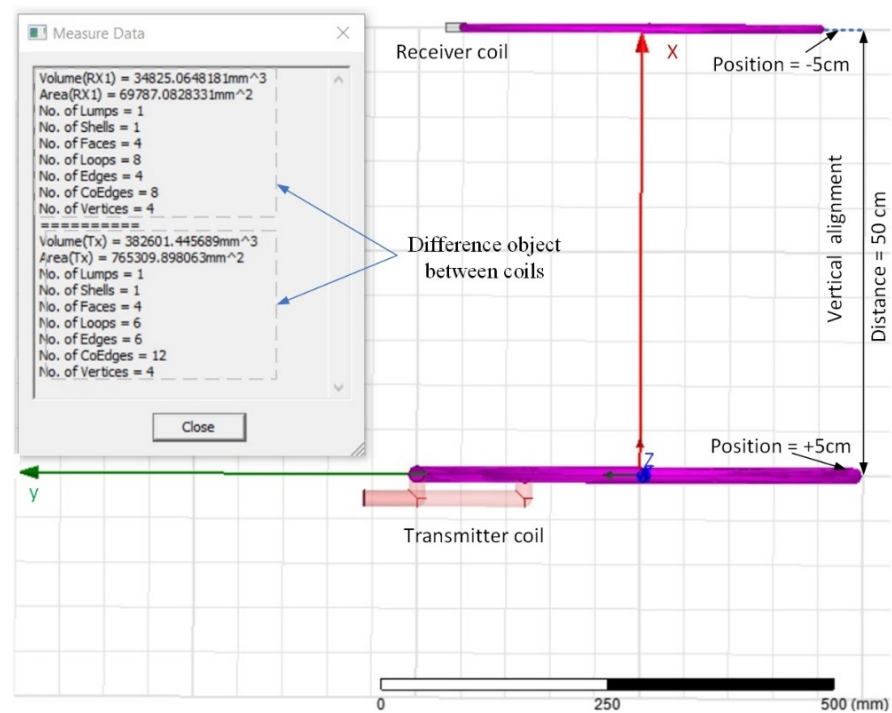 Measure Data
Volume(RX1) = 34825.0648181mm^3
Area(RX1) = 69787.0828331mm^2
No. of Lumps = 1
No. of Shells = 1
No. of Faces = 4
No. of Loops = 8
No. of Edges = 4
No. of CoEdges = 8
No. of Vertices = 4
==========
Volume(Tx) = 382601.445689mm^3
Area(Tx) = 765309.898063mm^2
No. of Lumps = 1
No. of Shells = 1
No. of Faces = 4
No. of Loops = 6
No. of Edges = 6
No. of CoEdges = 12
No. of Vertices = 4
Close
Difference object
between coils
Receiver coil
X
Position = -5cm
Vertical alignment
Distance = 50 cm
Position = +5cm
Z
y
Transmitter coil
0 250 500 (mm)